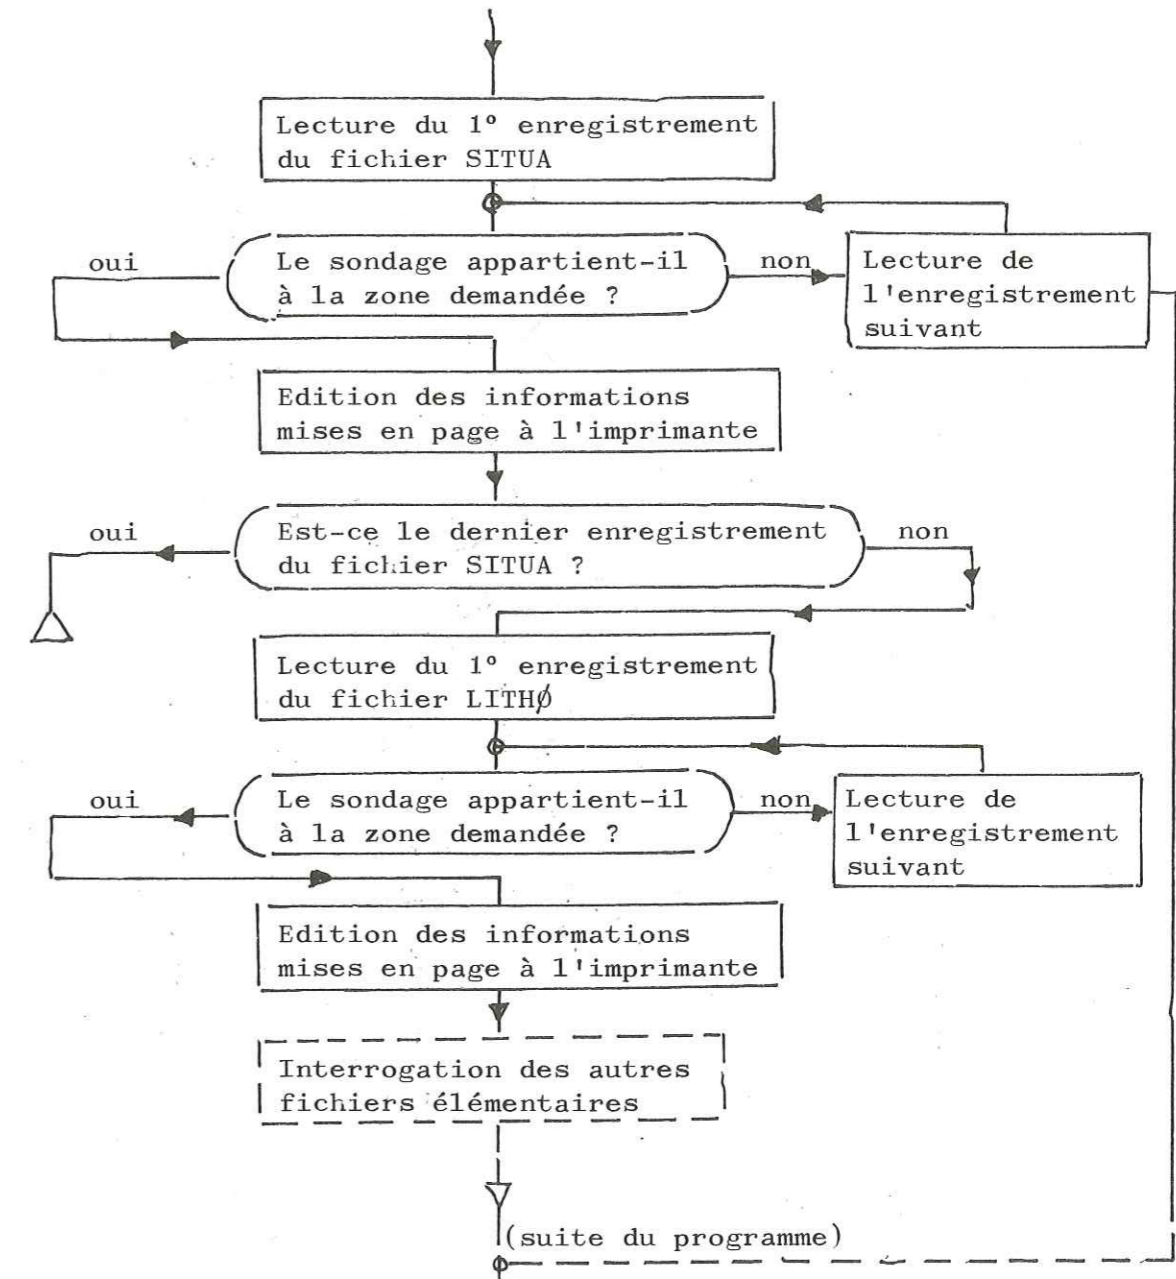 Lecture du 1° enregistrement
du fichier SITUA
oui
Le sondage appartient-il
à la zone demandée ?
non
Lecture de
l'enregistrement
suivant
Edition des informations
mises en page à l'imprimante
oui
Est-ce le dernier enregistrement
du fichier SITUA ?
non
Lecture du 1° enregistrement
du fichier LITHØ
oui
Le sondage appartient-il
à la zone demandée ?
non
Lecture de
l'enregistrement
suivant
Edition des informations
mises en page à l'imprimante
Interrogation des autres
fichiers élémentaires
(suite du programme)